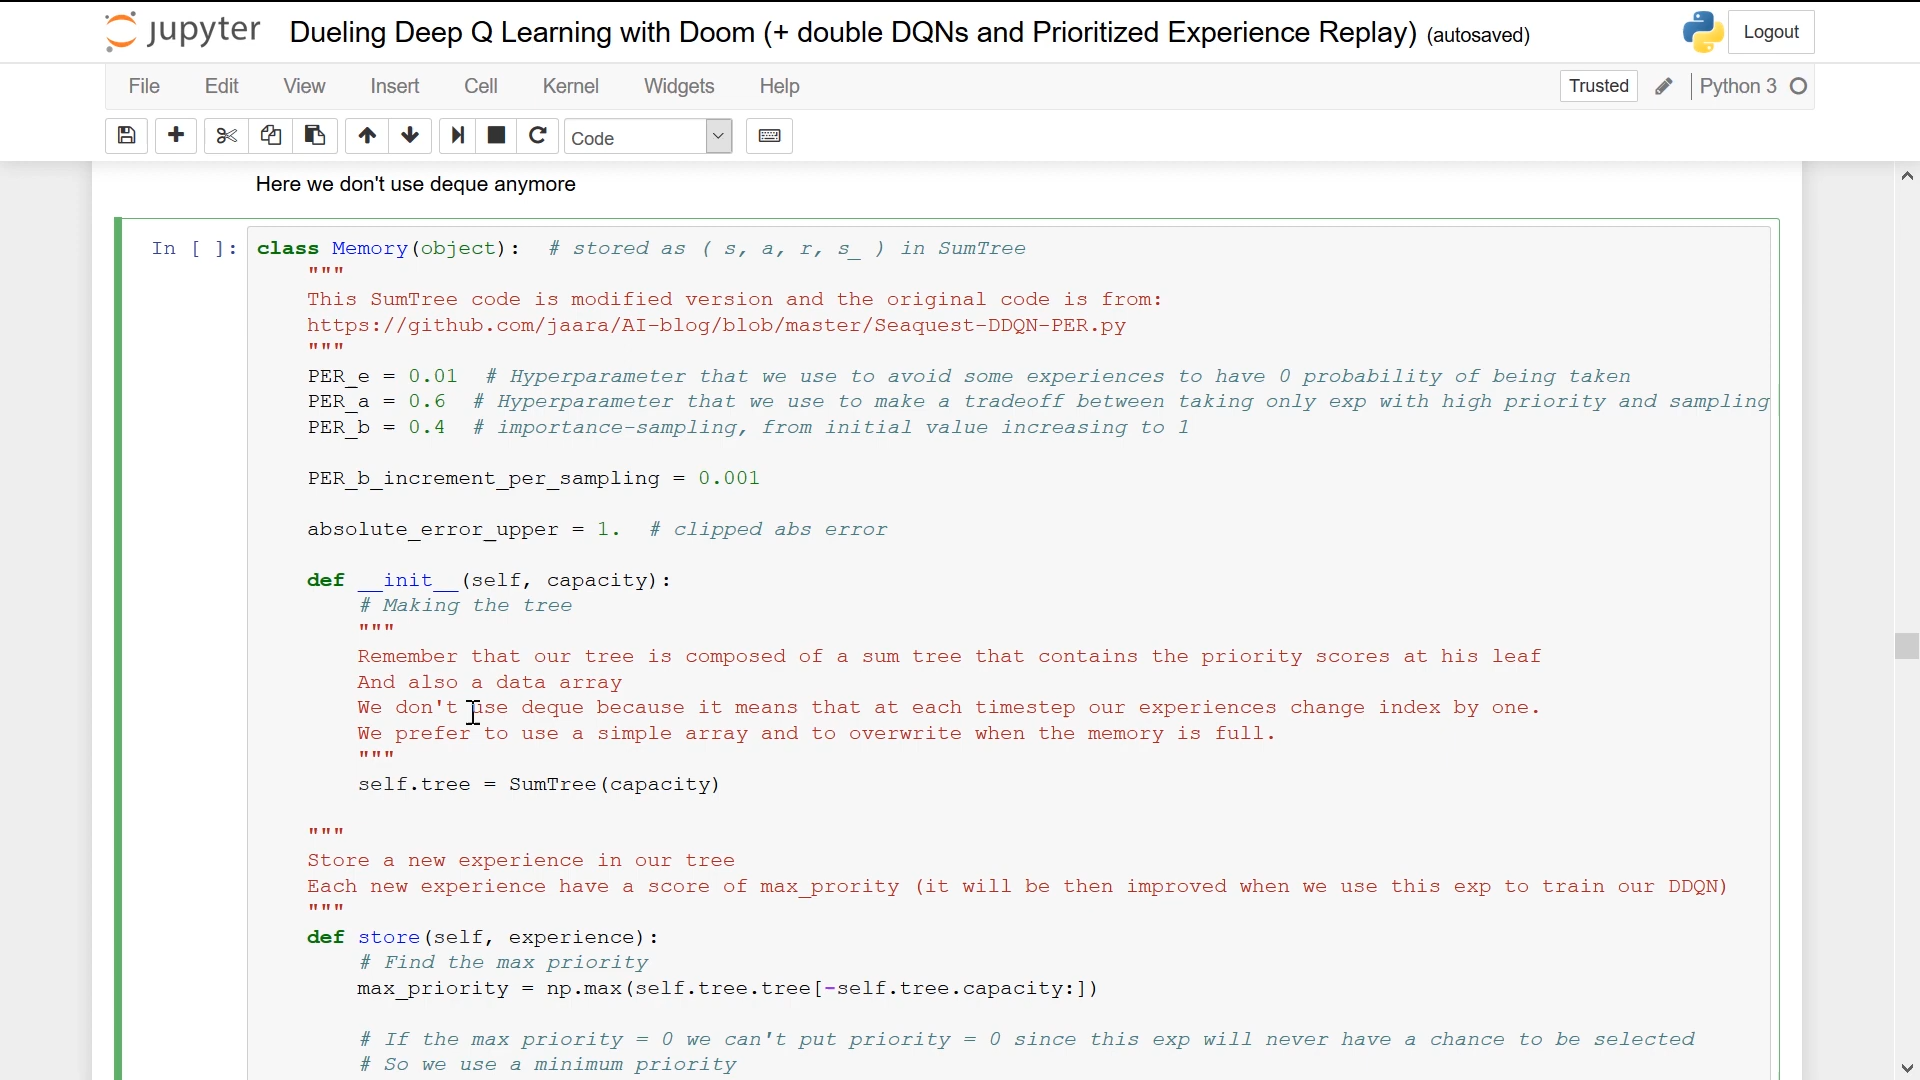 jupyter Dueling Deep Q Learning with Doom (+ double DQNs and Prioritized Experience Replay) (autosaved) Logout
File Edit View Insert Cell Kernel Widgets Help Trusted Python 3
Code
Here we don't use deque anymore
In [ ]: class Memory(object):  # stored as ( s, a, r, s_ ) in SumTree
"""
This SumTree code is modified version and the original code is from:
https://github.com/jaara/AI-blog/blob/master/Seaquest-DDQN-PER.py
"""
PER_e = 0.01  # Hyperparameter that we use to avoid some experiences to have 0 probability of being taken
PER_a = 0.6  # Hyperparameter that we use to make a tradeoff between taking only exp with high priority and sampling
PER_b = 0.4  # importance-sampling, from initial value increasing to 1
PER_b_increment_per_sampling = 0.001
absolute_error_upper = 1.  # clipped abs error
def __init__(self, capacity):
# Making the tree
"""
Remember that our tree is composed of a sum tree that contains the priority scores at his leaf
And also a data array
We don't use deque because it means that at each timestep our experiences change index by one.
We prefer to use a simple array and to overwrite when the memory is full.
"""
self.tree = SumTree(capacity)
"""
Store a new experience in our tree
Each new experience have a score of max_prority (it will be then improved when we use this exp to train our DDQN)
"""
def store(self, experience):
# Find the max priority
max_priority = np.max(self.tree.tree[-self.tree.capacity:])
# If the max priority = 0 we can't put priority = 0 since this exp will never have a chance to be selected
# So we use a minimum priority